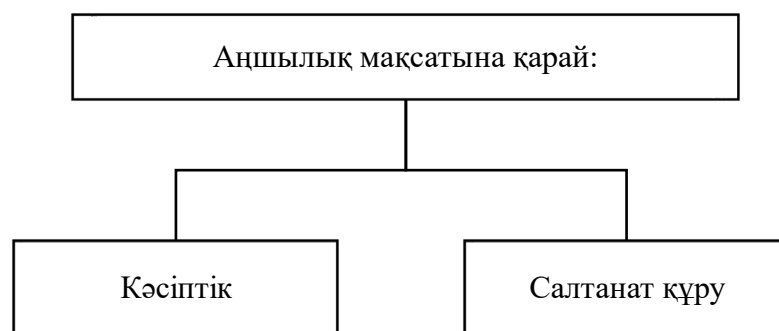 Аңшылық мақсатына қарай:
Кәсіптік
Салтанат құру